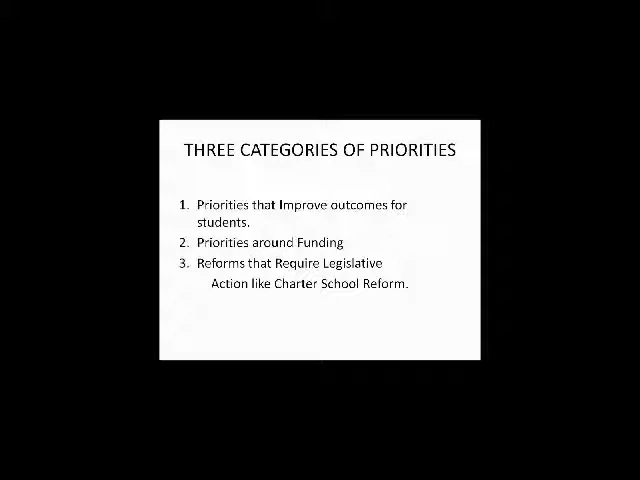 THREE CATEGORIES OF PRIORITIES
1. Priorities that Improve outcomes for
students.
2. Priorities around Funding
3. Reforms that Require Legislative
Action like Charter School Reform.